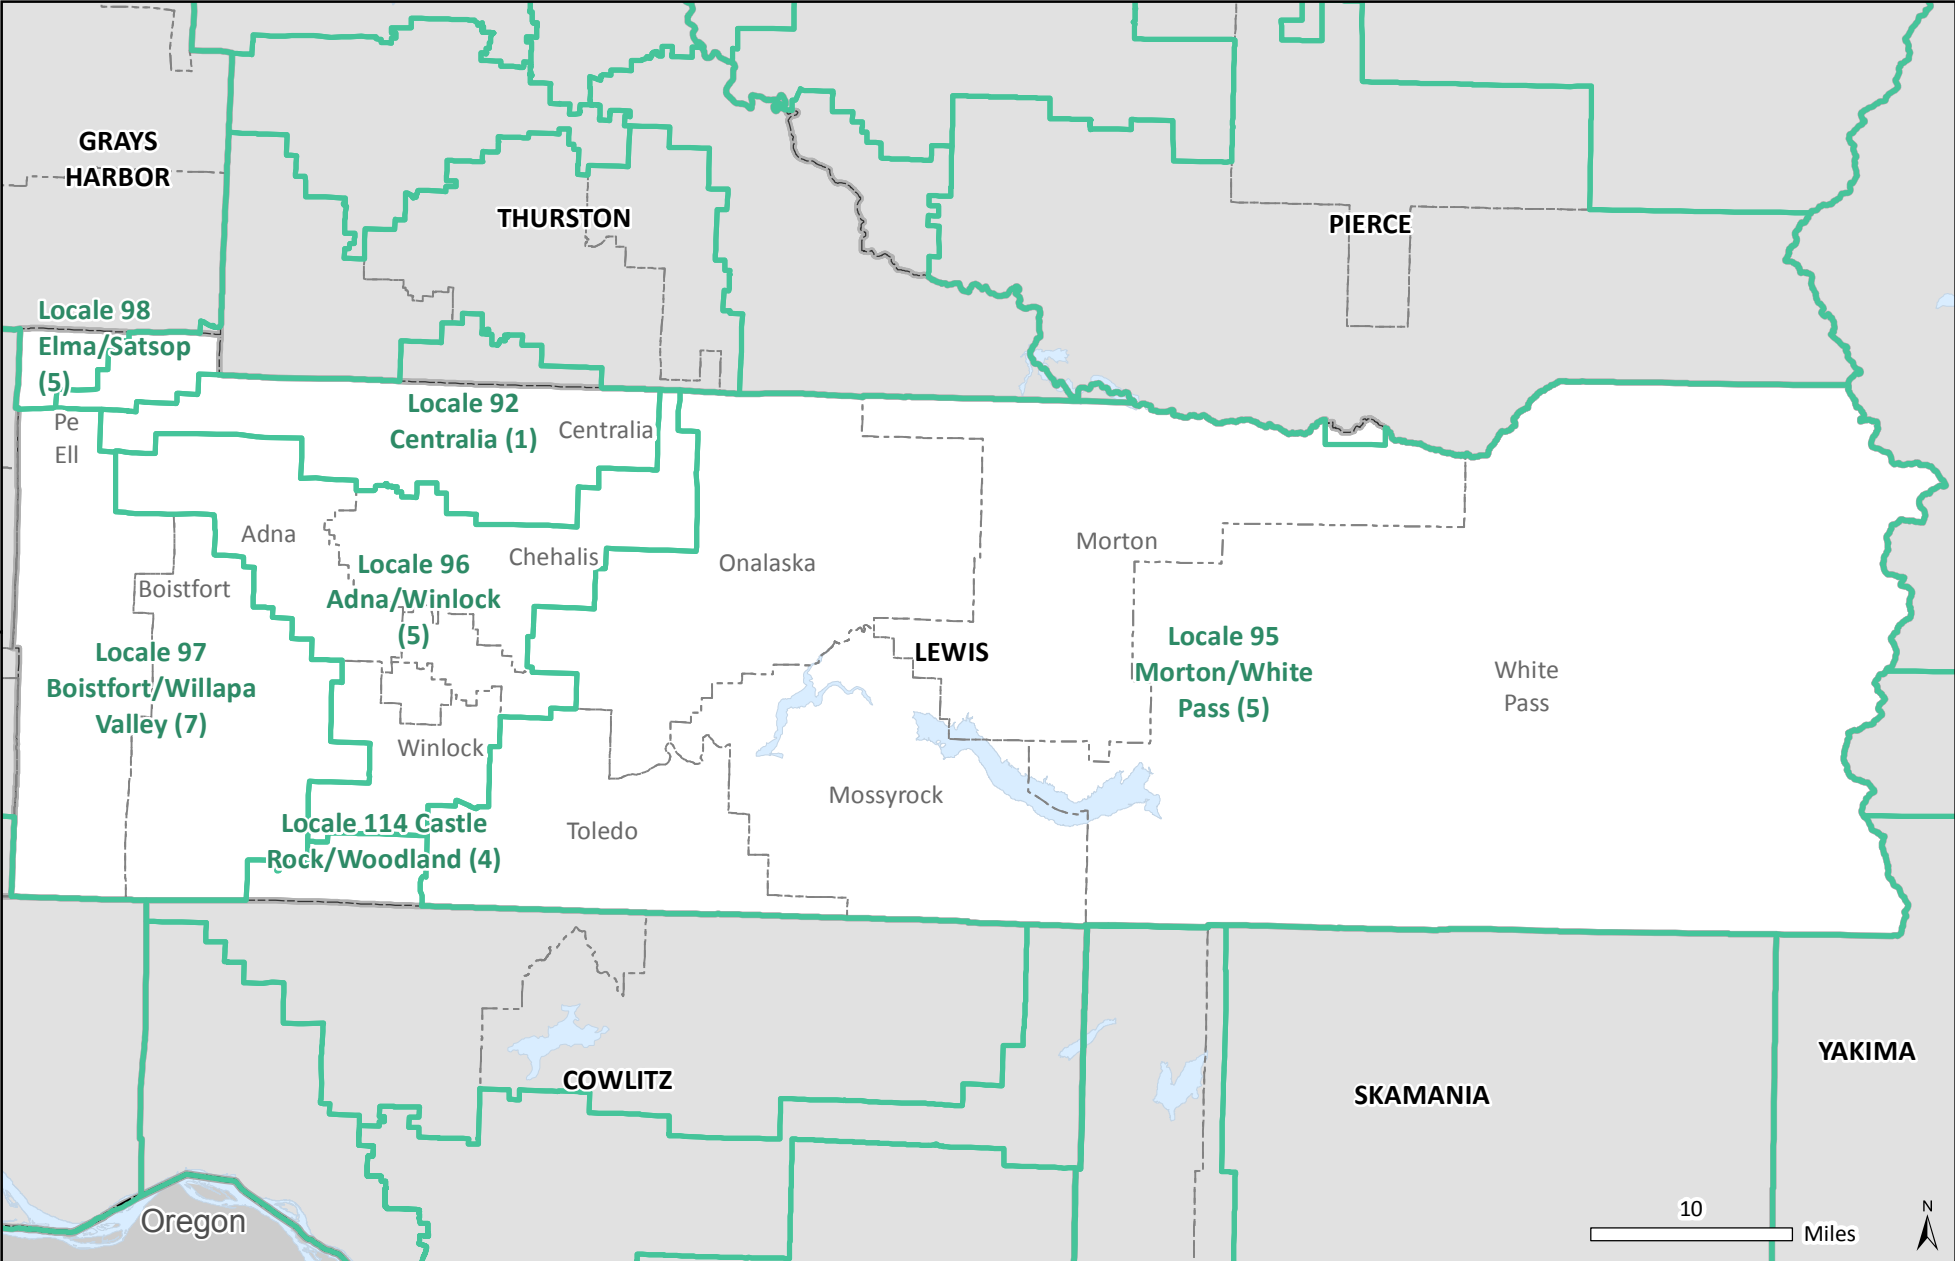 GRAYS
HARBOR
THURSTON
PIERCE
Locale 98
Elma/Satsop
(5)
Pe
Ell
Locale 92
Centralia (1)
Centralia
Adna
Boistfort
Locale 96
Adna/Winlock
(5)
Chehalis
Onalaska
Morton
LEWIS
Locale 95
Morton/White
Pass (5)
White
Pass
Locale 97
Boistfort/Willapa
Valley (7)
Winlock
Mossyrock
Toledo
Locale 114 Castle
Rock/Woodland (4)
COWLITZ
SKAMANIA
YAKIMA
Oregon
10
Miles
N